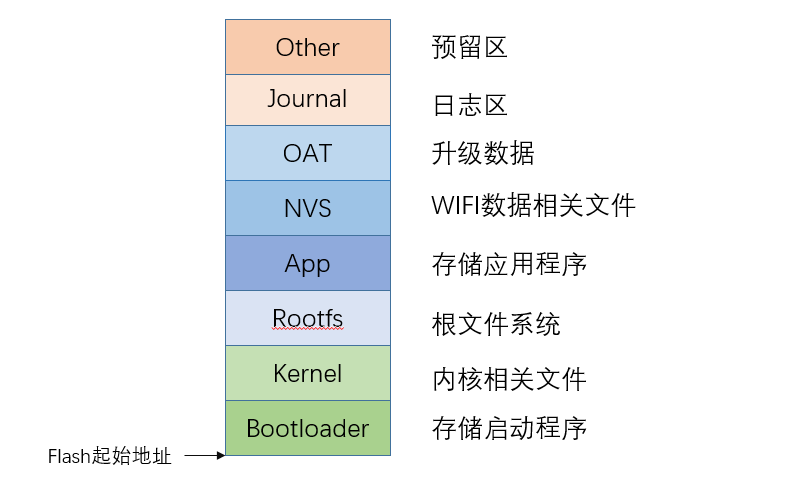 Other 预留区
Journal 日志区
OAT 升级数据
NVS WIFI数据相关文件
App 存储应用程序
Rootfs 根文件系统
Kernel 内核相关文件
Bootloader 存储启动程序
Flash起始地址